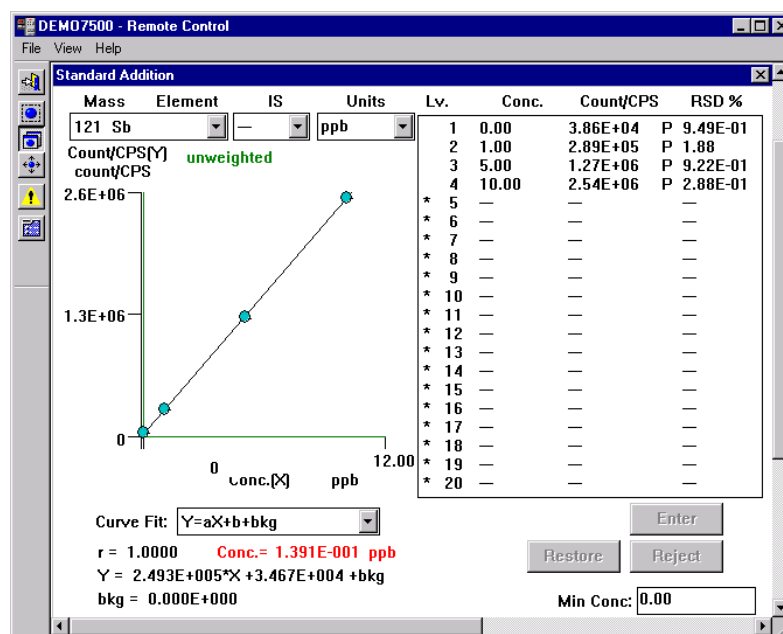 DEMO7500 - Remote Control
File View Help
Standard Addition
Mass Element IS Units
121 Sb — ppb
Count/CPS(Y) unweighted
count/CPS
2.6E+06
1.3E+06
0
0 12.00
Conc.(X) ppb
Lv. Conc. Count/CPS RSD %
1 0.00 3.86E+04 P 9.49E-01
2 1.00 2.89E+05 P 1.88
3 5.00 1.27E+06 P 9.22E-01
4 10.00 2.54E+06 P 2.88E-01
* 5 — — —
* 6 — — —
* 7 — — —
* 8 — — —
* 9 — — —
* 10 — — —
* 11 — — —
* 12 — — —
* 13 — — —
* 14 — — —
* 15 — — —
* 16 — — —
* 17 — — —
* 18 — — —
* 19 — — —
* 20 — — —
Curve Fit: Y=aX+b+bkg
r = 1.0000 Conc.= 1.391E-001 ppb
Y = 2.493E+005*X +3.467E+004 +bkg
bkg = 0.000E+000
Enter
Restore Reject
Min Conc: 0.00